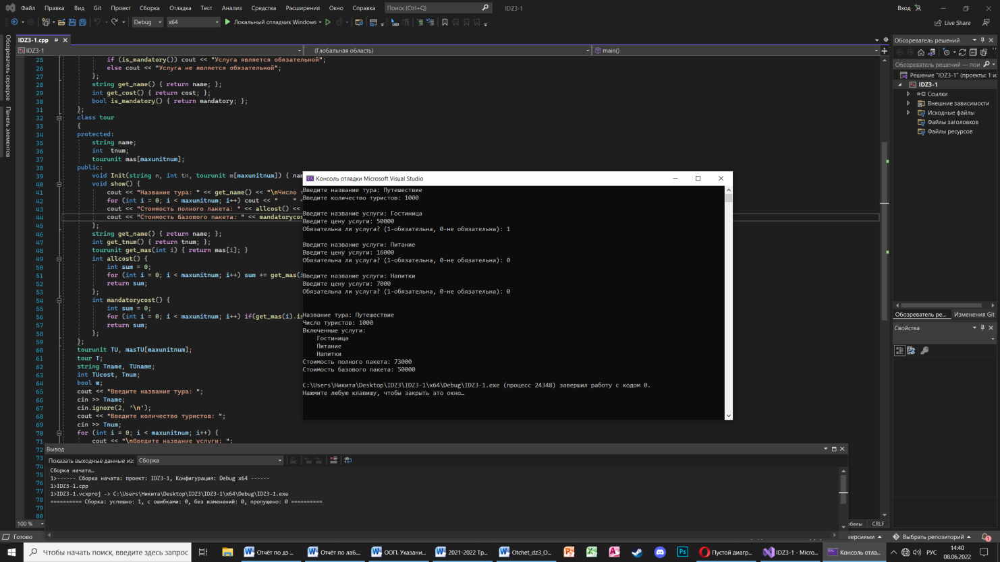 Файл Правка Вид Git Проект Сборка Отладка Тест Анализ Средства Расширения Окно Справка Поиск (Ctrl+Q) IDZ3-1 Вход
Debug x64 Локальный отладчик Windows Live Share
IDZ3-1.cpp
IDZ3-1 (Глобальная область) main()
Обозреватель серверов
Панель элементов
25 if (is_mandatory()) cout << "Услуга является обязательной";
26 else cout << "Услуга не является обязательной";
27 };
28 string get_name() { return name; };
29 int get_cost() { return cost; };
30 bool is_mandatory() { return mandatory; };
31 };
32 class tour
33 {
34 protected:
35 string name;
36 int tnum;
37 tourunit mas[maxunitnum];
38 public:
39 void Init(string n, int tn, tourunit m[maxunitnum]) {
40 void show() {
41 cout << "Название тура: " << get_name() << "\nЧисло
42 for (int i = 0; i < maxunitnum; i++) cout << " " <
43 cout << "Стоимость полного пакета: " << allcost() <<
44 cout << "Стоимость базового пакета: " <<
45 };
46 string get_name() { return name; };
47 int get_tnum() { return tnum; };
48 tourunit get_mas(int i) { return mas[i]; }
49 int allcost() {
50 int sum = 0;
51 for (int i = 0; i < maxunitnum; i++) sum +=
52 return sum;
53 };
54 int mandatorycost() {
55 int sum = 0;
56 for (int i = 0; i < maxunitnum; i++)
57 return sum;
58 };
59 };
60 tourunit TU, masTU[maxunitnum];
61 tour T;
62 string Tname, TUname;
63 int TUcost, Tnum;
64 bool m;
65 cout << "Введите название тура: ";
66 cin >> Tname;
67 cin.ignore(2, '\n');
68 cout << "Введите количество туристов: ";
69 cin >> Tnum;
70 for (int i = 0; i < maxunitnum; i++) {
71 cout << "\nВведите название услуги: ";
72
73
74
75
76
77
78
79
80
100 %
CRLF
Консоль отладки Microsoft Visual Studio
Введите название тура: Путешествие
Введите количество туристов: 1000
Введите название услуги: Гостиница
Введите цену услуги: 50000
Обязательна ли услуга? (1-обязательна, 0-не обязательна): 1
Введите название услуги: Питание
Введите цену услуги: 16000
Обязательна ли услуга? (1-обязательна, 0-не обязательна): 0
Введите название услуги: Напитки
Введите цену услуги: 7000
Обязательна ли услуга? (1-обязательна, 0-не обязательна): 0
Название тура: Путешествие
Число туристов: 1000
Включенные услуги:
Гостиница
Питание
Напитки
Стоимость полного пакета: 73000
Стоимость базового пакета: 50000
C:\Users\Никита\Desktop\IDZ3\IDZ3-1\x64\Debug\IDZ3-1.exe (процесс 24348) завершил работу с кодом 0.
Нажмите любую клавишу, чтобы закрыть это окно…
Обозреватель решений
Обозреватель решений — пои
Решение "IDZ3-1" (проекты: 1 и
IDZ3-1
Ссылки
Внешние зависимости
Исходные файлы
Файлы заголовков
Файлы ресурсов
Обозреватель ре... Изменения Git
Свойства
Вывод
Показать выходные данные из: Сборка
Сборка начата…
1>------ Сборка начата: проект: IDZ3-1, Конфигурация: Debug x64 ------
1>IDZ3-1.cpp
1>IDZ3-1.vcxproj -> C:\Users\Никита\Desktop\IDZ3\IDZ3-1\x64\Debug\IDZ3-1.exe
========== Сборка: успешно: 1, с ошибками: 0, без изменений: 0, пропущено: 0 ==========
Готово
Выбрать репозиторий
Чтобы начать поиск, введите здесь запрос
Отчёт по дз ... Отчёт по лаб... ООП. Указани... 2021-2022 Тр... Otchet_dz3_O... Пустой диагр... IDZ3-1 - Micro... Консоль отла...
РУС
14:40
08.06.2022